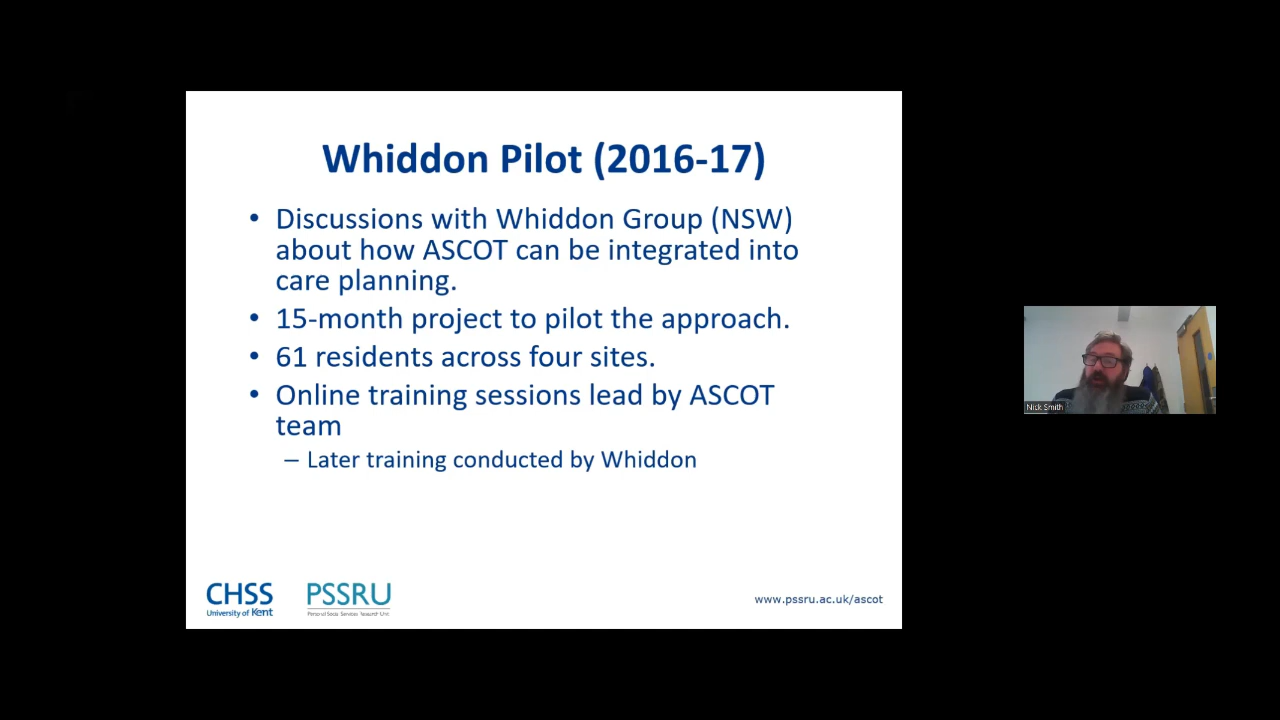 Whiddon Pilot (2016-17)
• Discussions with Whiddon Group (NSW)
about how ASCOT can be integrated into
care planning.
• 15-month project to pilot the approach.
• 61 residents across four sites.
• Online training sessions lead by ASCOT
team
– Later training conducted by Whiddon
CHSS
University of Kent
PSSRU
Personal Social Services Research Unit
www.pssru.ac.uk/ascot
Nick Smith